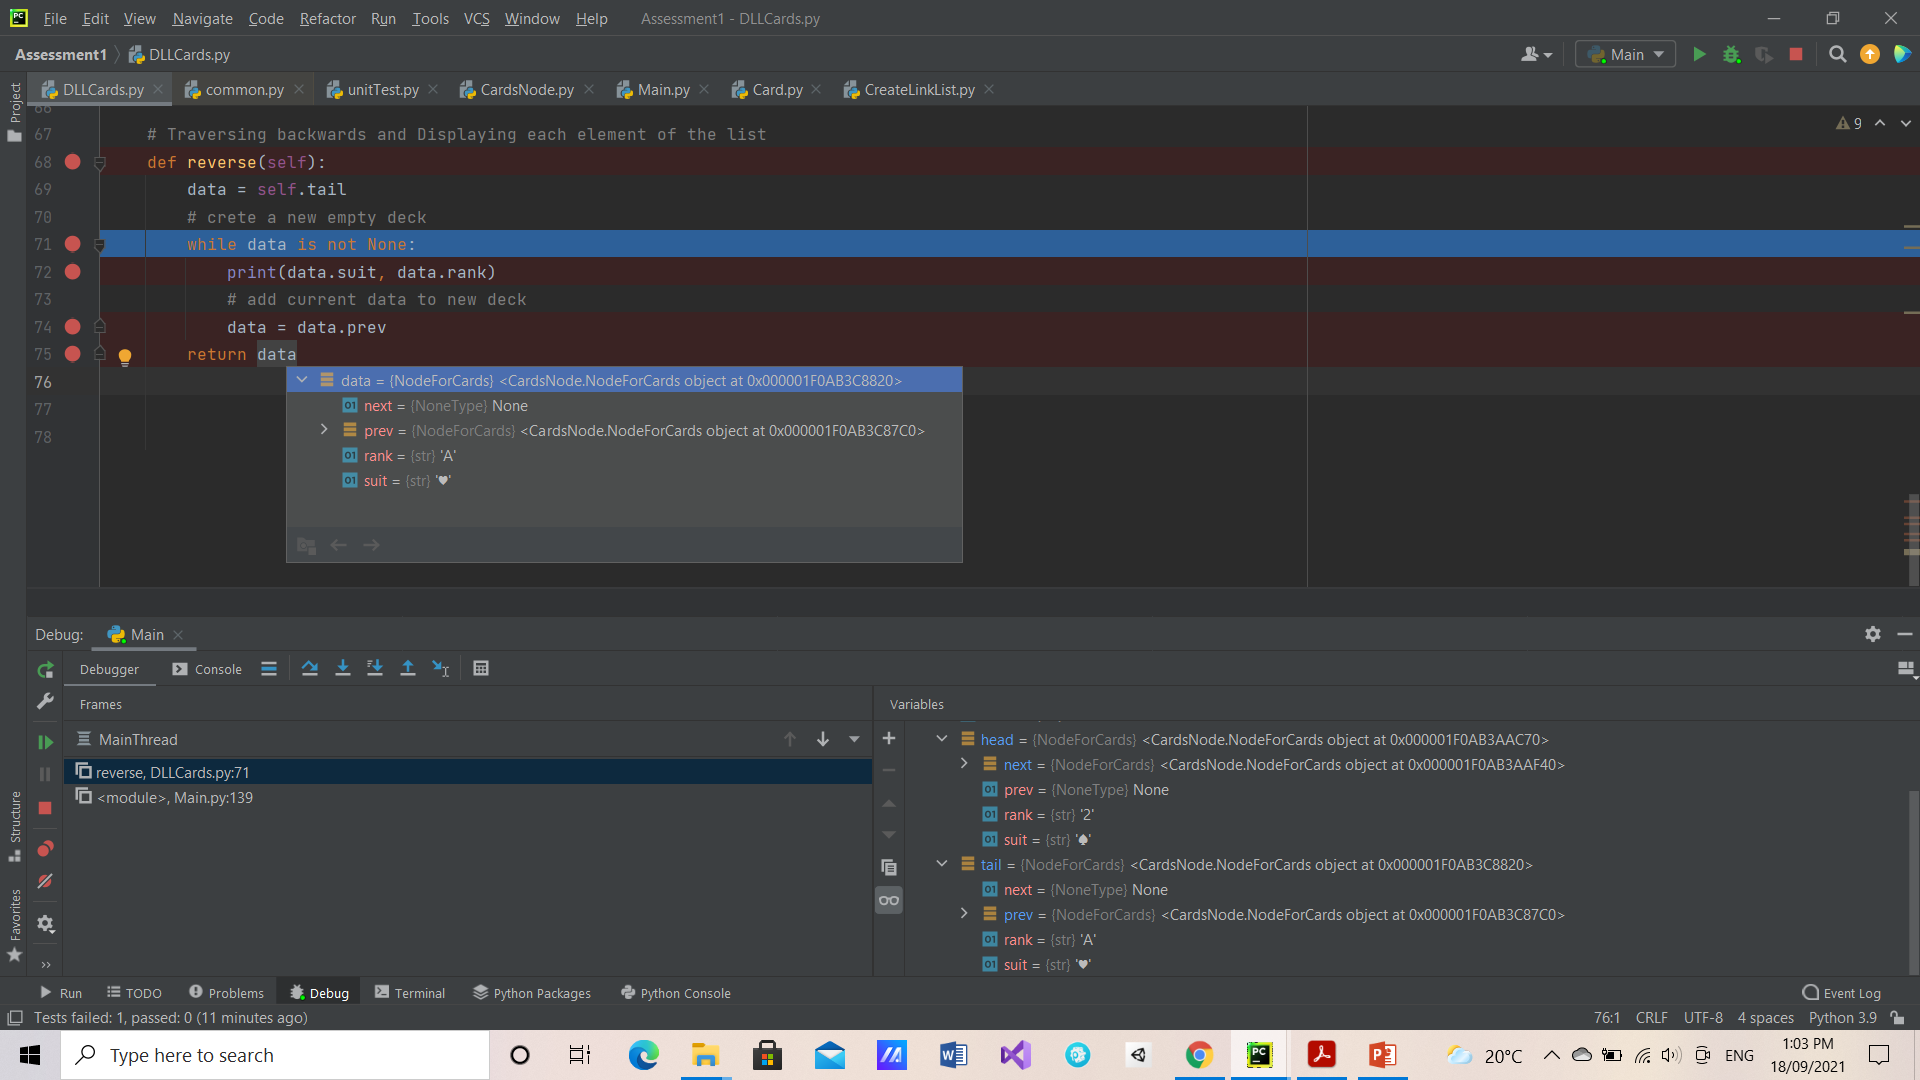 File Edit View Navigate Code Refactor Run Tools VCS Window Help Assessment1 - DLLCards.py
Assessment1 DLLCards.py
Main
DLLCards.py common.py unitTest.py CardsNode.py Main.py Card.py CreateLinkList.py
Project
66
67 # Traversing backwards and Displaying each element of the list
9
68 def reverse(self):
69 data = self.tail
70 # crete a new empty deck
71 while data is not None:
72 print(data.suit, data.rank)
73 # add current data to new deck
74 data = data.prev
75 return data
76
data = {NodeForCards} <CardsNode.NodeForCards object at 0x000001F0AB3C8820>
77
next = {NoneType} None
78
prev = {NodeForCards} <CardsNode.NodeForCards object at 0x000001F0AB3C87C0>
rank = {str} 'A'
suit = {str} '♥'
Debug: Main
Debugger Console
Frames Variables
MainThread
reverse, DLLCards.py:71
<module>, Main.py:139
head = {NodeForCards} <CardsNode.NodeForCards object at 0x000001F0AB3AAC70>
next = {NodeForCards} <CardsNode.NodeForCards object at 0x000001F0AB3AAF40>
prev = {NoneType} None
rank = {str} '2'
suit = {str} '♠'
tail = {NodeForCards} <CardsNode.NodeForCards object at 0x000001F0AB3C8820>
next = {NoneType} None
prev = {NodeForCards} <CardsNode.NodeForCards object at 0x000001F0AB3C87C0>
rank = {str} 'A'
suit = {str} '♥'
Structure
Favorites
Run TODO Problems Debug Terminal Python Packages Python Console Event Log
Tests failed: 1, passed: 0 (11 minutes ago) 76:1 CRLF UTF-8 4 spaces Python 3.9
Type here to search
20°C ENG 1:03 PM
18/09/2021